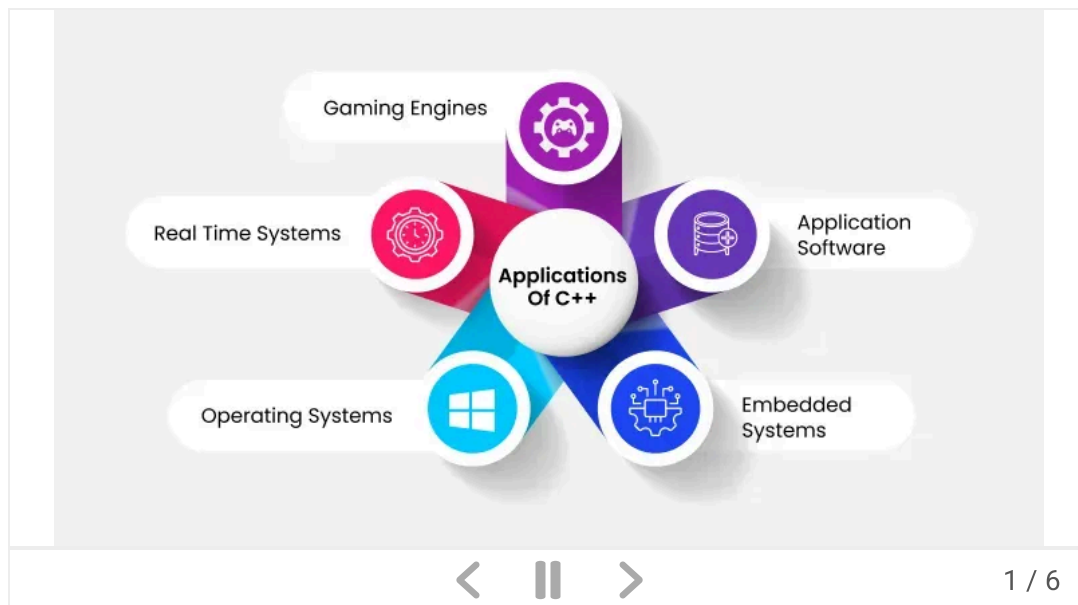 Gaming Engines
Real Time Systems
Application
Software
Applications
Of C++
Operating Systems
Embedded
Systems
1 / 6